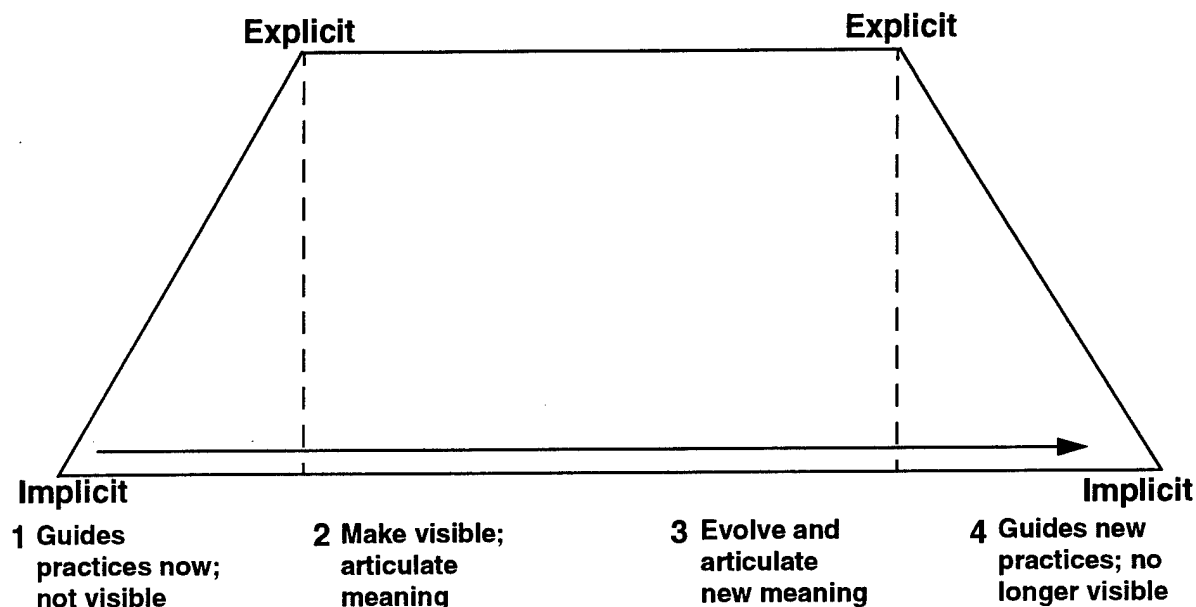 Explicit
Explicit
Implicit
Implicit
1 Guides
practices now;
not visible
2 Make visible;
articulate
meaning
3 Evolve and
articulate
new meaning
4 Guides new
practices; no
longer visible